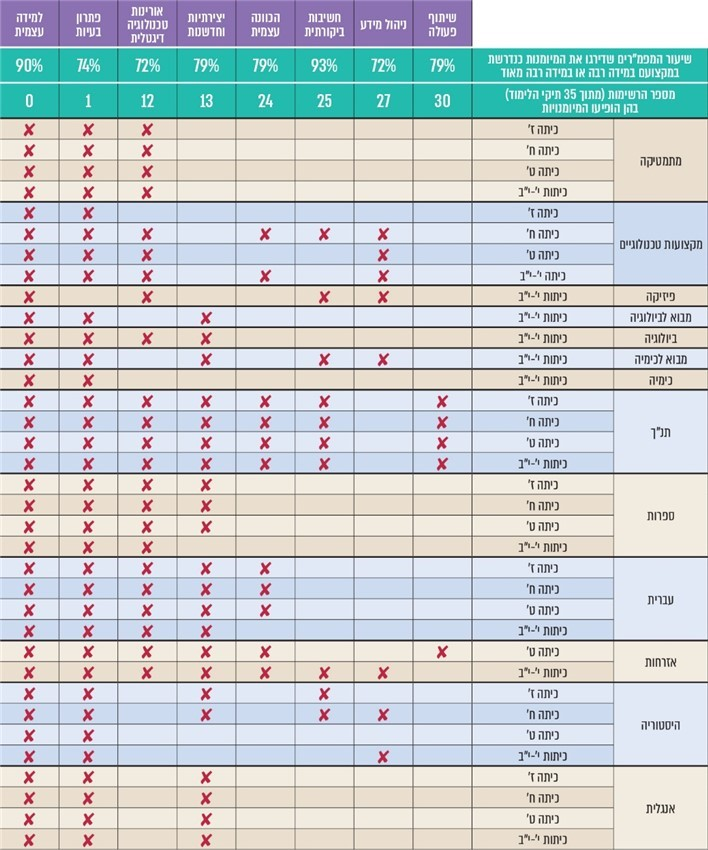 שיתוף
פעולה
ניהול מידע
חשיבות
ביקורתית
הכוונה
עצמית
יצירתיות
וחדשנות
אורינות
טכנולוגיה
דיגטלית
פתרון
בעיות
למידה
עצמית
שיעור המפמ"רים שדירגו את המיומנות כנדרשת
במקצועם במידה רבה או במידה רבה מאוד
79%
72%
93%
79%
79%
72%
74%
90%
מספר הרשימות (מתוך 35 תיקי הלימוד)
בהן הופיעו המיומנויות
30
27
25
24
13
12
1
0
מתמטיקה
כיתה ז'
כיתה ח'
כיתה ט'
כיתות י'-י"ב
מקצועות טכנולוגיים
כיתה ז'
כיתה ח'
כיתה ט'
כיתה י'-י"ב
פיזיקה
כיתות י'-י"ב
מבוא לביולוגיה
כיתות י'-י"ב
ביולוגיה
כיתות י'-י"ב
מבוא לכימיה
כיתות י'-י"ב
כימיה
כיתות י'-י"ב
תנ"ך
כיתה ז'
כיתה ח'
כיתה ט'
כיתות י'-י"ב
ספרות
כיתה ז'
כיתה ח'
כיתה ט'
כיתות י'-י"ב
עברית
כיתה ז'
כיתה ח'
כיתה ט'
כיתות י'-י"ב
אזרחות
כיתה ט'
כיתות י'-י"ב
היסטוריה
כיתה ז'
כיתה ח'
כיתה ט'
כיתות י'-י"ב
אנגלית
כיתה ז'
כיתה ח'
כיתה ט'
כיתות י'-י"ב